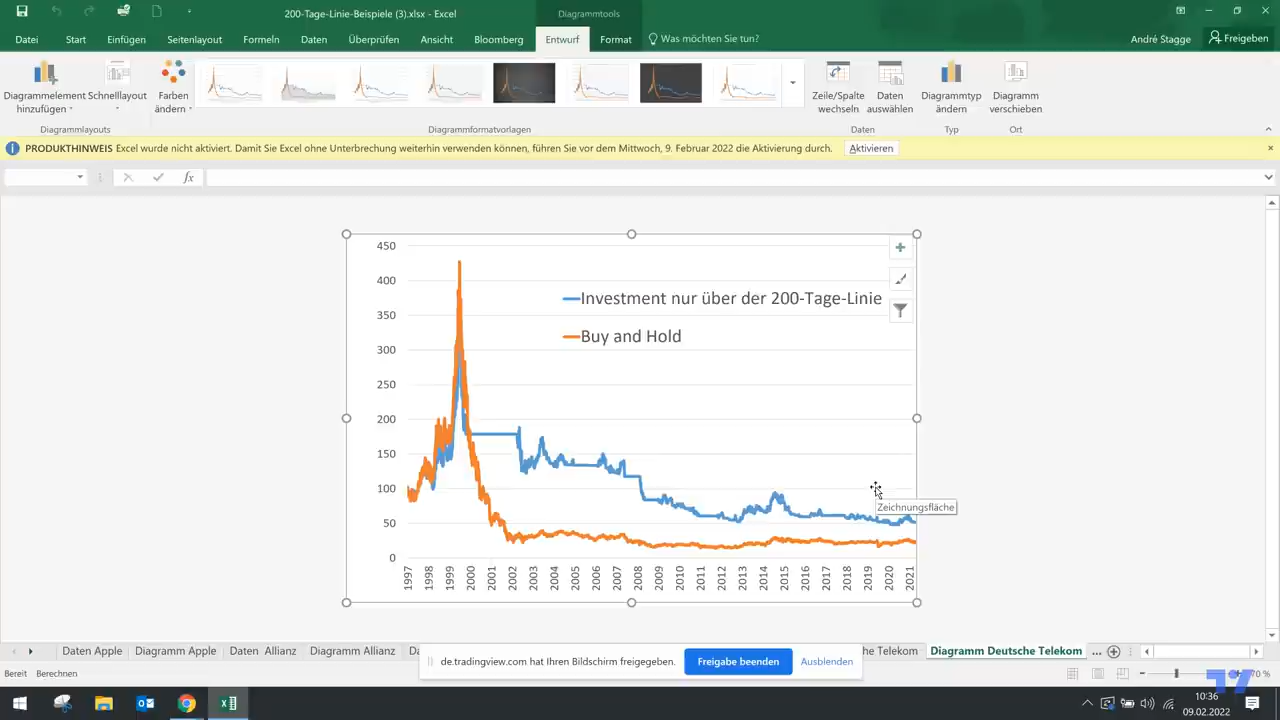 200-Tage-Linie-Beispiele (3).xlsx - Excel
Diagrammtools
Datei Start Einfügen Seitenlayout Formeln Daten Überprüfen Ansicht Bloomberg Entwurf Format Was möchten Sie tun?
André Stagge Freigeben
Diagrammelement hinzufügen
Schnelllayout
Farben ändern
Zeile/Spalte wechseln
Daten auswählen
Diagrammtyp ändern
Diagramm verschieben
Diagrammlayouts
Diagrammformatvorlagen
Daten
Typ
Ort
PRODUKTHINWEIS Excel wurde nicht aktiviert. Damit Sie Excel ohne Unterbrechung weiterhin verwenden können, führen Sie vor dem Mittwoch, 9. Februar 2022 die Aktivierung durch. Aktivieren
fx
450
400
350
300
250
200
150
100
50
0
Investment nur über der 200-Tage-Linie
Buy and Hold
Zeichnungsfläche
1997 1998 1999 2000 2001 2002 2003 2004 2005 2006 2007 2008 2009 2010 2011 2012 2013 2014 2015 2016 2017 2018 2019 2020 2021
Daten Apple Diagramm Apple Daten Allianz Diagramm Allianz Da
he Telekom Diagramm Deutsche Telekom ...
de.tradingview.com hat Ihren Bildschirm freigegeben. Freigabe beenden Ausblenden
Bereit Berechnen
70 %
10:36
09.02.2022